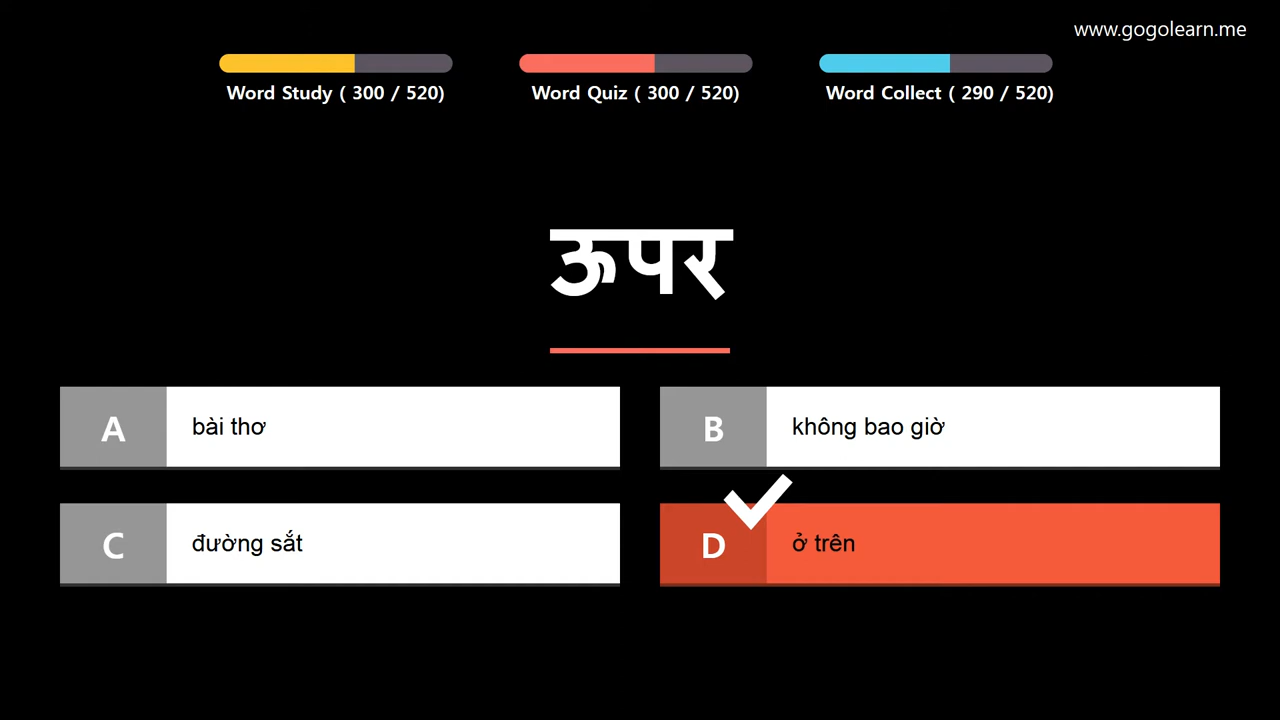 www.gogolearn.me
Word Study ( 300 / 520)
Word Quiz ( 300 / 520)
Word Collect ( 290 / 520)
ऊपर
A bài thơ
B không bao giờ
C đường sắt
D ở trên